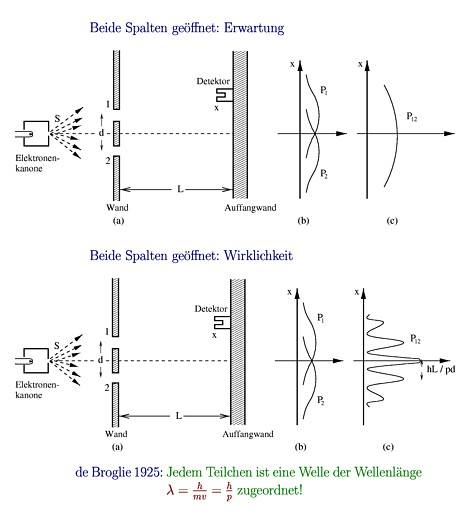 Beide Spalten geöffnet: Erwartung
x
x
Detektor
x
P1
P12
S
1
d
2
Elektronen-
kanone
L
Wand
Auffangwand
(a)
(b)
(c)
Beide Spalten geöffnet: Wirklichkeit
x
x
Detektor
x
P1
P12
S
1
d
2
hL / pd
Elektronen-
kanone
P2
L
Wand
Auffangwand
(a)
(b)
(c)
de Broglie 1925: Jedem Teilchen ist eine Welle der Wellenlänge
λ = h/mv = h/p zugeordnet!